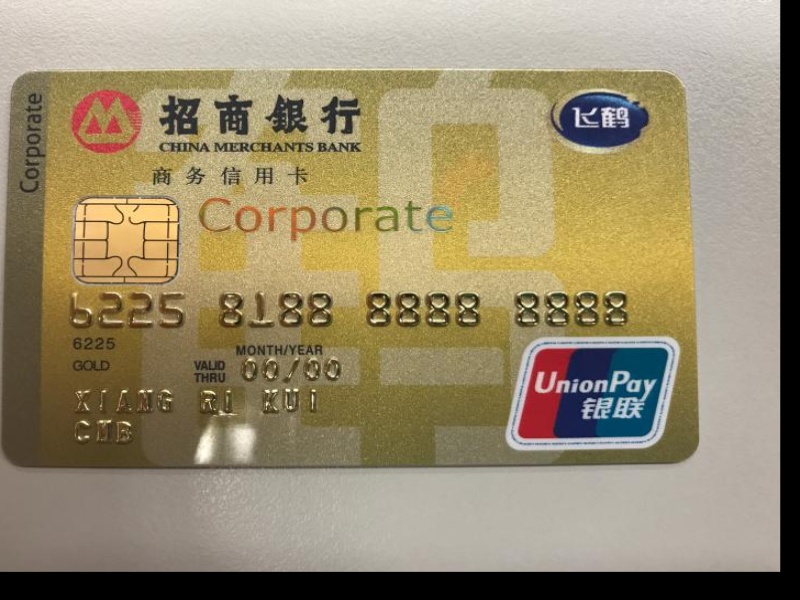 Corporate
招商銀行
CHINA MERCHANTS BANK
飞鹤
商务信用卡
Corporate
6225 8188 8888 8888
6225
MONTH/YEAR
GOLD
VALID THRU 00/00
XIANG RI KUI
CMB
UnionPay
银联